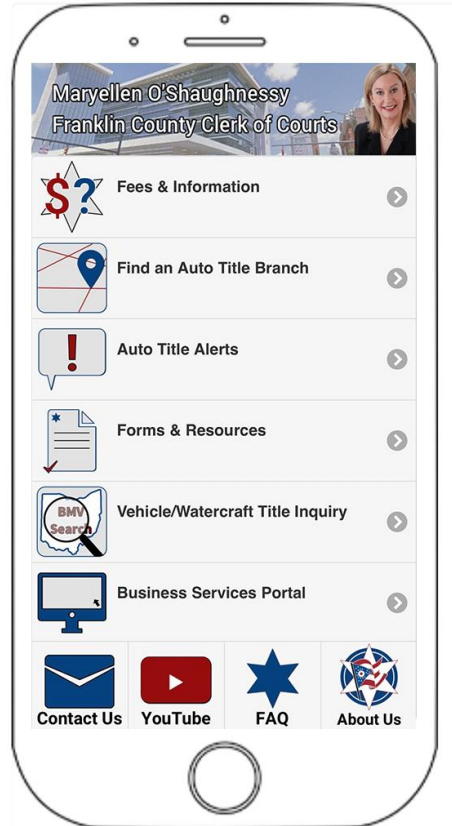 Maryellen O'Shaughnessy
Franklin County Clerk of Courts
$?
Fees & Information
Find an Auto Title Branch
!
Auto Title Alerts
Forms & Resources
BMV
Search
Vehicle/Watercraft Title Inquiry
Business Services Portal
Contact Us YouTube FAQ About Us